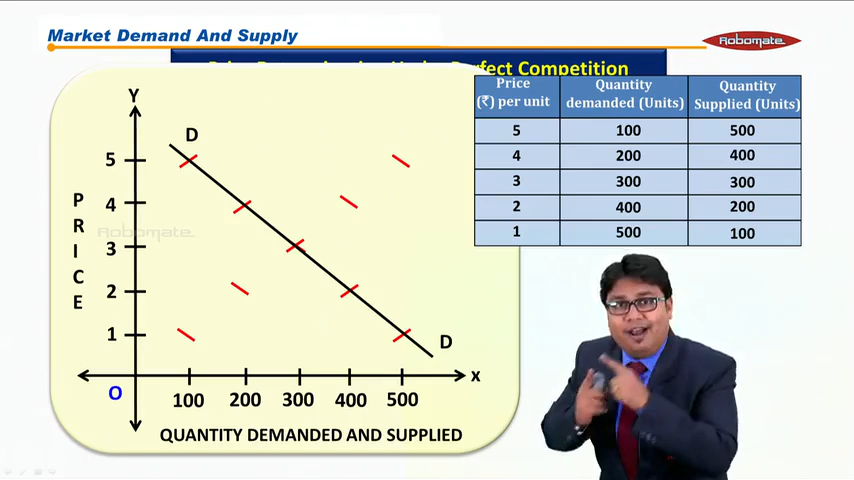 Market Demand And Supply
Robomate
Perfect Competition
Y
D
5
4
3
2
1
PRICE
Robomate
D
O
X
100 200 300 400 500
QUANTITY DEMANDED AND SUPPLIED
Price (₹) per unit
Quantity demanded (Units)
Quantity Supplied (Units)
5 100 500
4 200 400
3 300 300
2 400 200
1 500 100